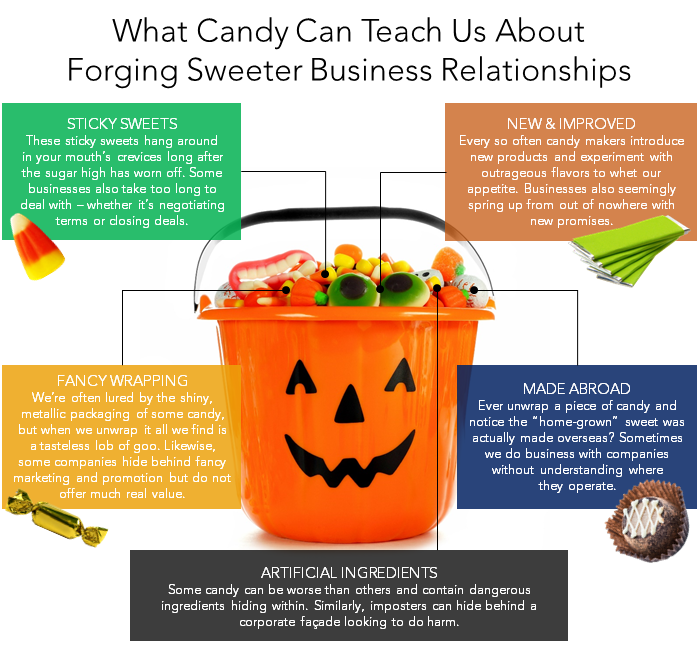 What Candy Can Teach Us About
Forging Sweeter Business Relationships
STICKY SWEETS
These sticky sweets hang around
in your mouth's crevices long after
the sugar high has worn off. Some
businesses also take too long to
deal with – whether it's negotiating
terms or closing deals.
NEW & IMPROVED
Every so often candy makers introduce
new products and experiment with
outrageous flavors to whet our
appetite. Businesses also seemingly
spring up from out of nowhere with
new promises.
FANCY WRAPPING
We're often lured by the shiny,
metallic packaging of some candy,
but when we unwrap it all we find is
a tasteless lob of goo. Likewise,
some companies hide behind fancy
marketing and promotion but do not
offer much real value.
MADE ABROAD
Ever unwrap a piece of candy and
notice the "home-grown" sweet was
actually made overseas? Sometimes
we do business with companies
without understanding where
they operate.
ARTIFICIAL INGREDIENTS
Some candy can be worse than others and contain dangerous
ingredients hiding within. Similarly, imposters can hide behind a
corporate façade looking to do harm.